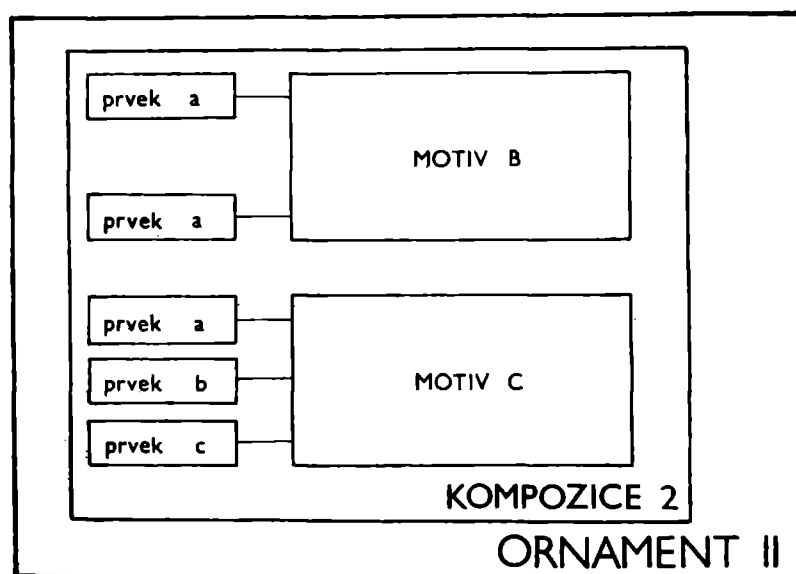 prvek a
MOTIV B
prvek a
prvek a
prvek b
MOTIV C
prvek c
KOMPOZICE 2
ORNAMENT II